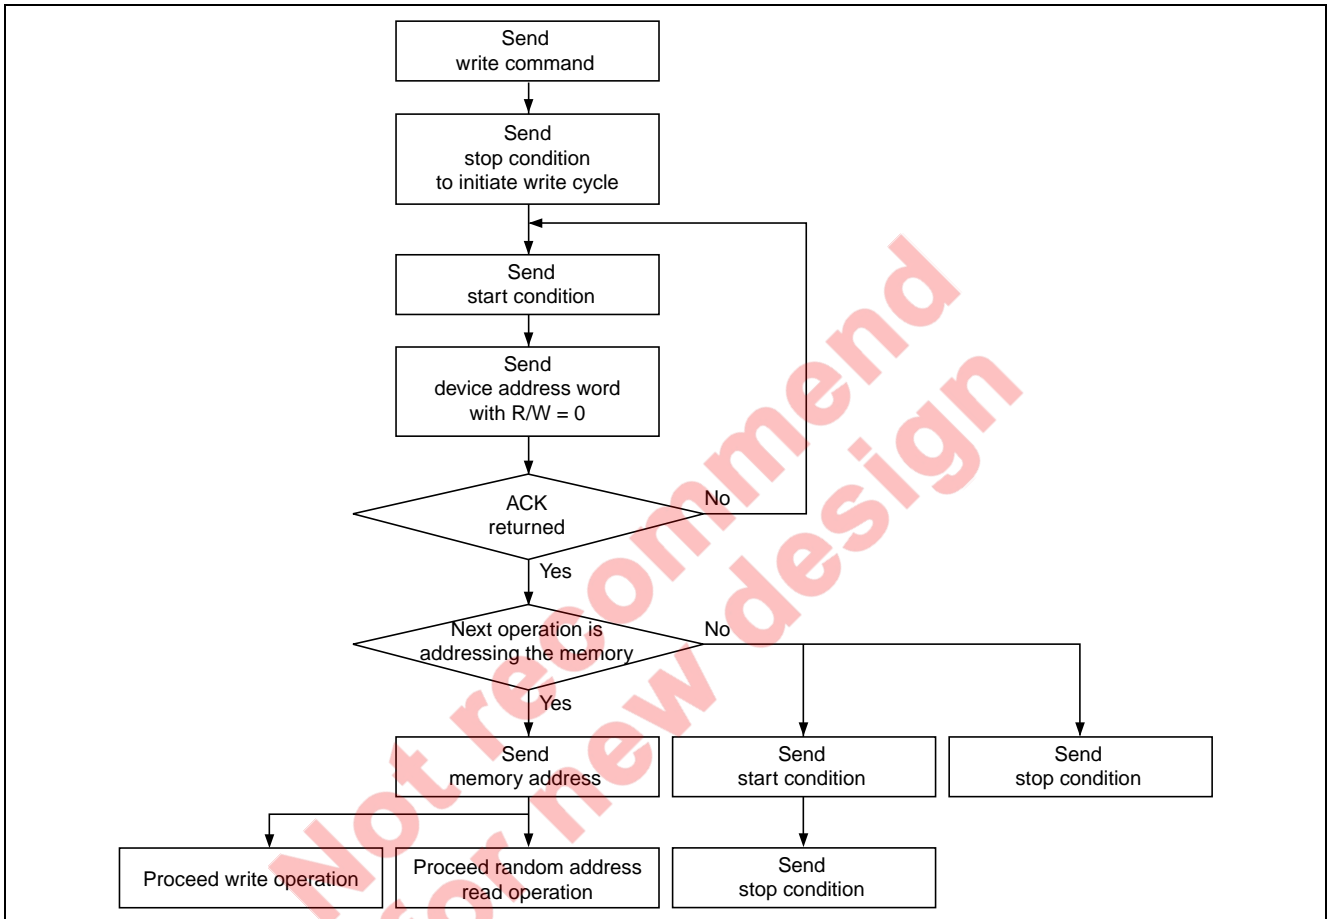 Send
write command
Send
stop condition
to initiate write cycle
Send
start condition
Send
device address word
with R/W = 0
ACK
returned
No
Yes
Next operation is
addressing the memory
No
Yes
Send
memory address
Send
start condition
Send
stop condition
Proceed write operation
Proceed random address
read operation
Send
stop condition
Not recommend
for new design